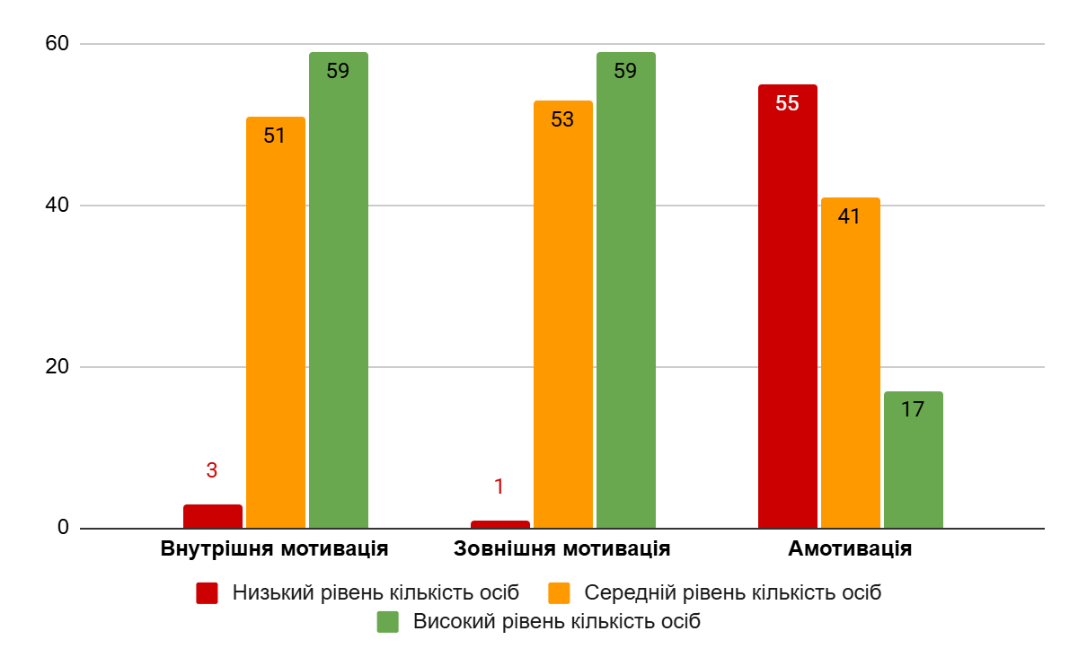 60
59
59
55
53
51
41
40
20
17
3
1
0
Внутрішня мотивація
Зовнішня мотивація
Амотивація
Низький рівень кількість осіб
Середній рівень кількість осіб
Високий рівень кількість осіб